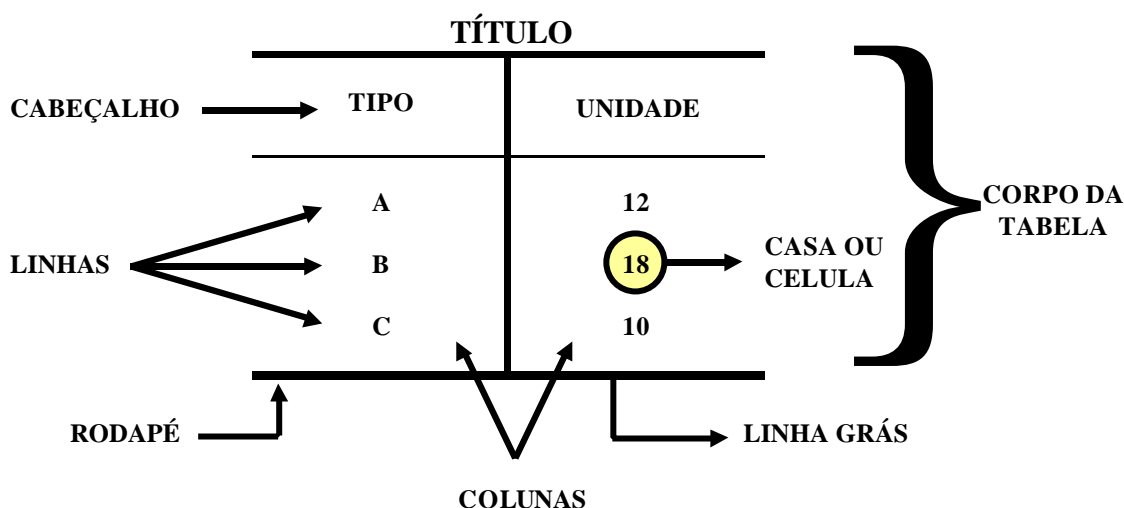 TÍTULO
CABEÇALHO
TIPO
UNIDADE
CORPO DA
TABELA
A
12
LINHAS
B
18
CASA OU
CELULA
C
10
RODAPÉ
LINHA GRÁS
COLUNAS